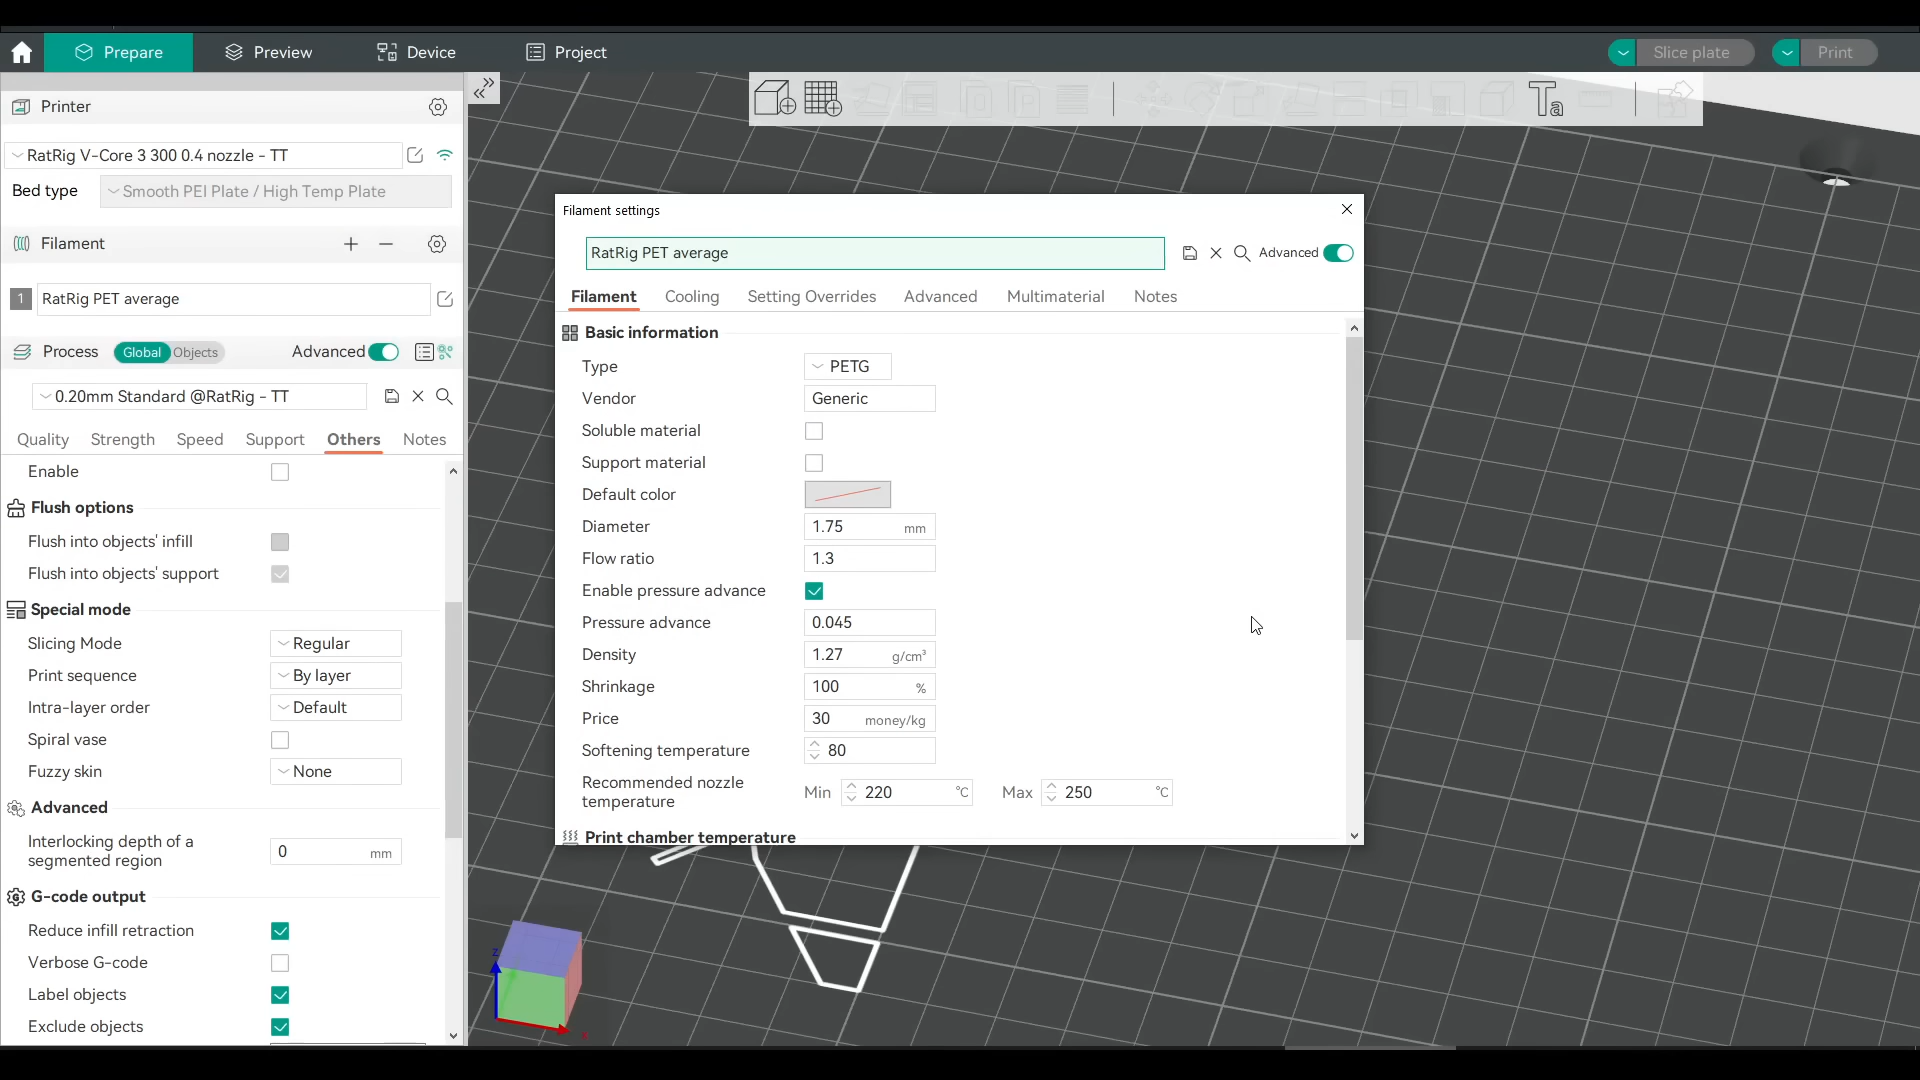 Prepare
Preview
Device
Project
Slice plate
Print
Printer
RatRig V-Core 3 300 0.4 nozzle - TT
Bed type
Smooth PEI Plate / High Temp Plate
Filament
1
RatRig PET average
Process
Global
Objects
Advanced
0.20mm Standard @RatRig - TT
Quality
Strength
Speed
Support
Others
Notes
Enable
Flush options
Flush into objects' infill
Flush into objects' support
Special mode
Slicing Mode
Regular
Print sequence
By layer
Intra-layer order
Default
Spiral vase
Fuzzy skin
None
Advanced
Interlocking depth of a
segmented region
0 mm
G-code output
Reduce infill retraction
Verbose G-code
Label objects
Exclude objects
Ta
Filament settings
RatRig PET average
Advanced
Filament
Cooling
Setting Overrides
Advanced
Multimaterial
Notes
Basic information
Type
PETG
Vendor
Generic
Soluble material
Support material
Default color
Diameter
1.75 mm
Flow ratio
1.3
Enable pressure advance
Pressure advance
0.045
Density
1.27 g/cm³
Shrinkage
100 %
Price
30 money/kg
Softening temperature
80
Recommended nozzle
temperature
Min 220 °C
Max 250 °C
Print chamber temperature
z
x